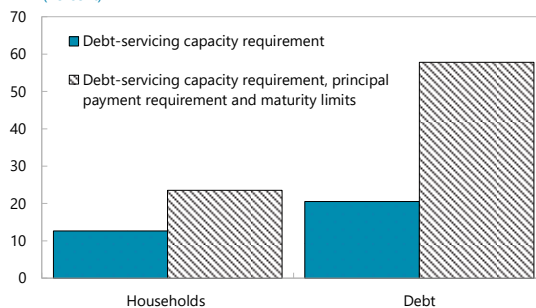 70
60
50
40
30
20
10
0
Debt-servicing capacity requirement
Debt-servicing capacity requirement, principal
payment requirement and maturity limits
Households
Debt